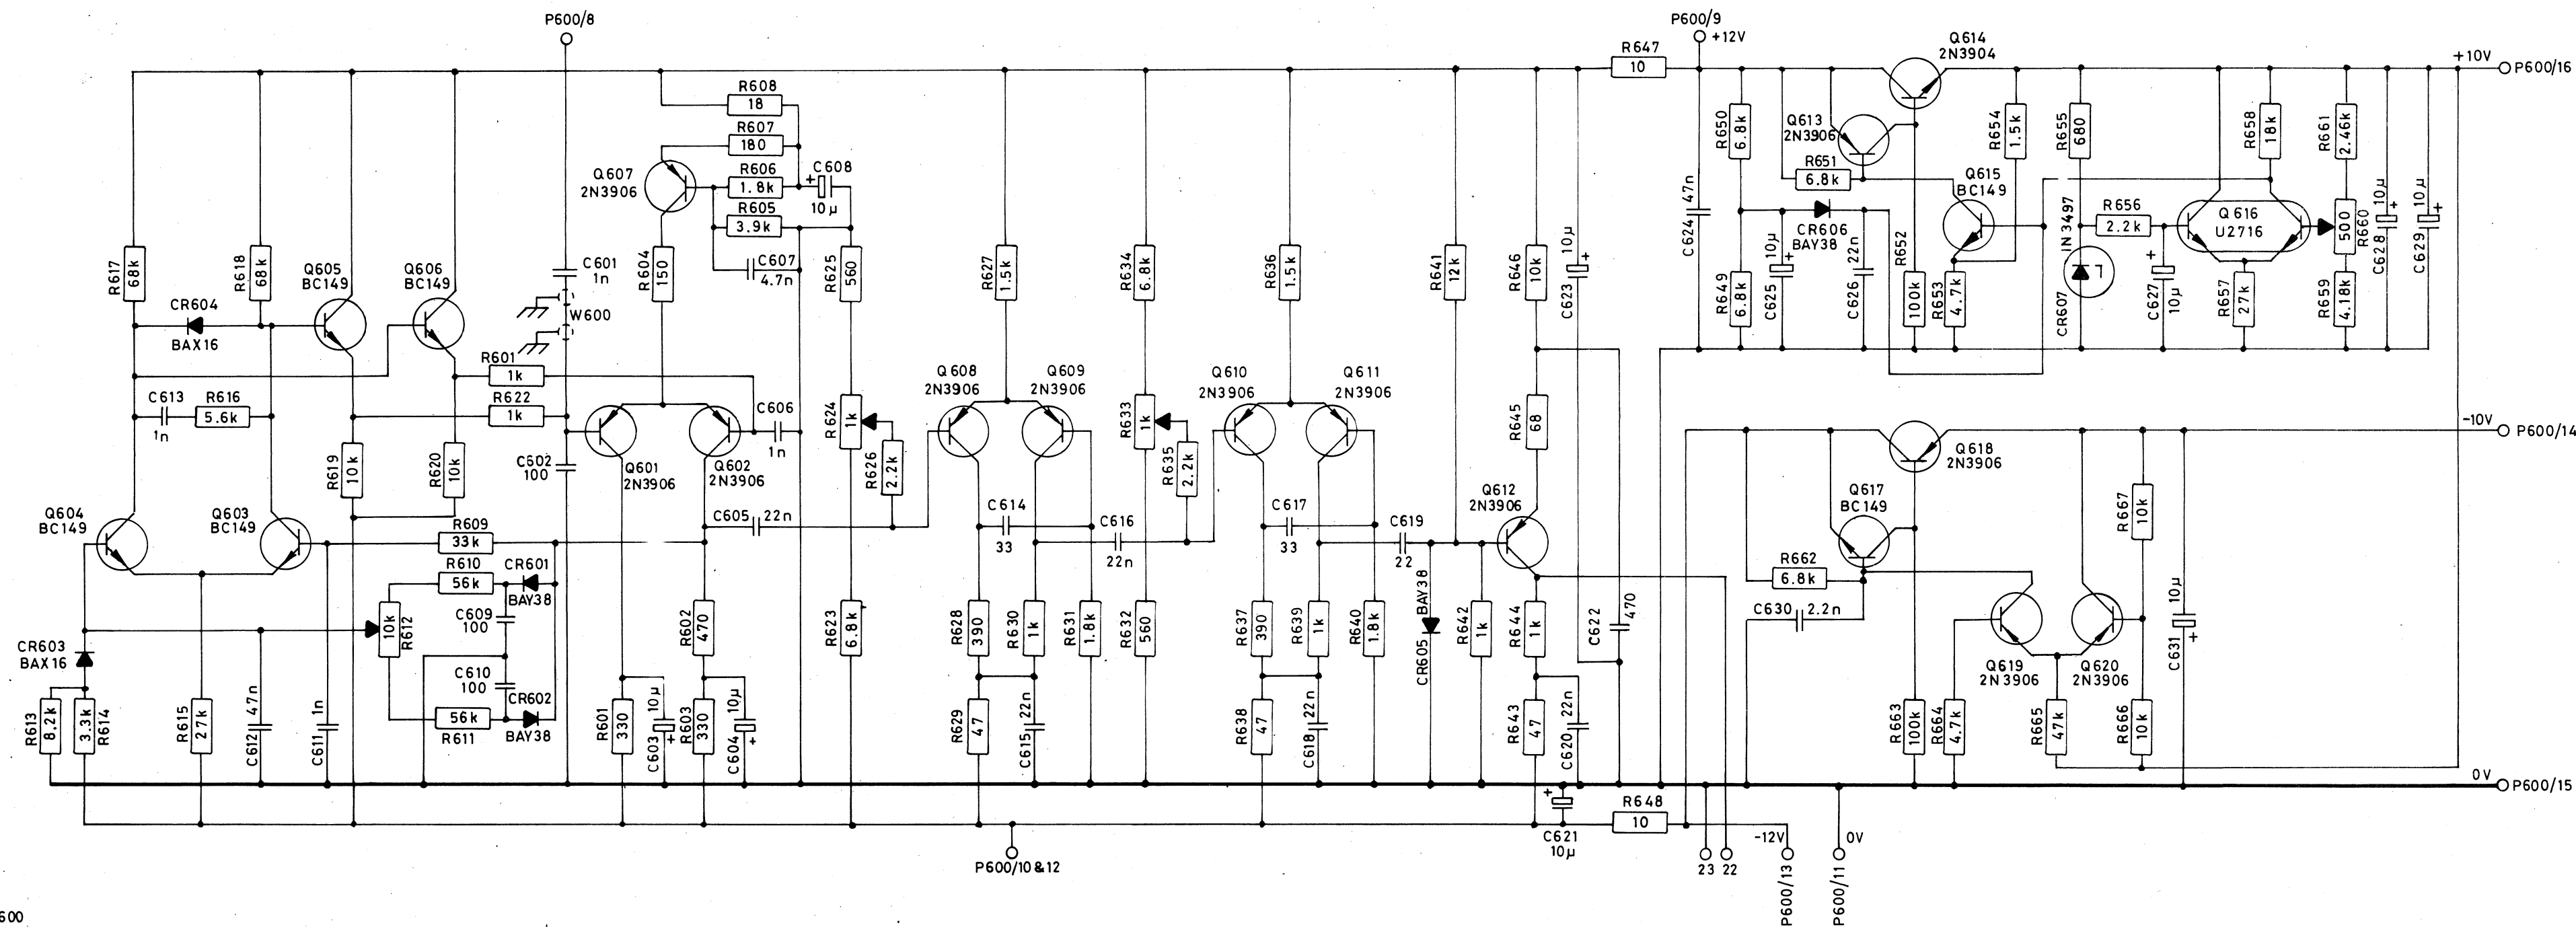 P600/8
P600/9
+12V
R647
10
Q614
2N3904
+10V
P600/16
R608
18
R607
180
R606
1.8k
R605
3.9k
C608
+
10µ
Q607
2N3906
C607
4.7n
R604
150
R617
68k
R618
68k
CR604
BAX16
Q605
BC149
Q606
BC149
C601
1n
W600
R601
1k
R622
1k
C613
1n
R616
5.6k
R619
10k
R620
10k
C602
100
Q601
2N3906
Q602
2N3906
C606
1n
R625
560
R624
1k
R626
2.2k
R623
6.8k
C605
22n
Q604
BC149
Q603
BC149
R609
33k
R610
56k
CR601
BAY38
C609
100
10k
R612
C610
100
CR602
BAY38
56k
R611
CR603
BAX16
R613
8.2k
3.3k
R614
R615
27k
C612
47n
C611
1n
R602
470
R601
330
C603
10µ
+
R603
330
C604
10µ
+
R627
1.5k
Q608
2N3906
Q609
2N3906
C614
33
R628
390
R630
1k
R631
1.8k
R629
47
C615
22n
C616
22n
R634
6.8k
R633
1k
R635
2.2k
R632
560
R636
1.5k
Q610
2N3906
Q611
2N3906
C617
33
R637
390
R639
1k
R640
1.8k
R638
47
C618
22n
C619
22
R641
12k
CR605
BAY38
R642
1k
Q612
2N3906
R646
10k
R645
68
C623
10µ
+
R644
1k
R643
47
C620
22n
C622
470
+
C621
10µ
R648
10
P600/10&12
C624
47n
R650
6.8k
R649
6.8k
Q613
2N3906
R651
6.8k
CR606
BAY38
C625
10µ
+
C626
22n
R652
100k
R653
4.7k
Q615
BC149
R654
1.5k
R655
680
1N3497
CR607
R656
2.2k
C627
+
10µ
Q616
U2716
R657
27k
R658
18k
R661
2.46k
500
R660
R659
4.18k
C628
10µ
+
C629
10µ
+
-10V
P600/14
Q618
2N3906
Q617
BC149
R662
6.8k
C630
2.2n
Q619
2N3906
Q620
2N3906
R667
10k
R663
100k
R664
4.7k
R665
47k
R666
10k
C631
10µ
+
0V
P600/15
-12V
0V
23
22
P600/13
P600/11
600